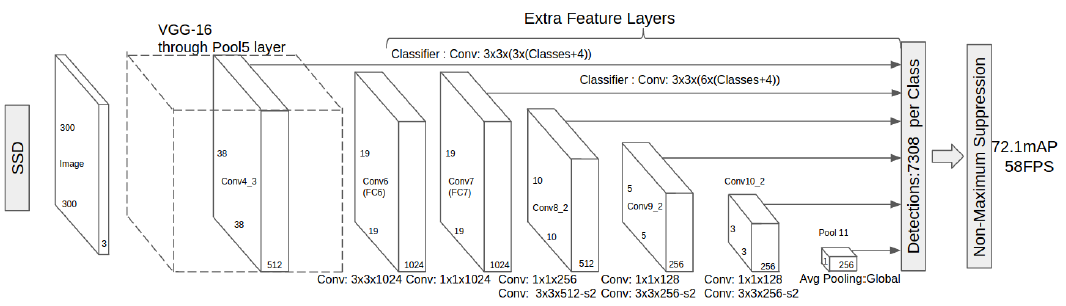 Extra Feature Layers
VGG-16
through Pool5 layer
Classifier : Conv: 3x3x(3x(Classes+4))
Classifier : Conv: 3x3x(6x(Classes+4))
SSD
300
Image
300
3
38
Conv4_3
38
512
19
Conv6
(FC6)
19
1024
19
Conv7
(FC7)
19
1024
10
Conv8_2
10
512
5
Conv9_2
5
256
Conv10_2
3
3
256
Pool 11
1
256
Conv: 3x3x1024
Conv: 1x1x1024
Conv: 1x1x256
Conv: 3x3x512-s2
Conv: 1x1x128
Conv: 3x3x256-s2
Conv: 1x1x128
Conv: 3x3x256-s2
Avg Pooling:Global
Detections:7308 per Class
Non-Maximum Suppression
72.1mAP
58FPS